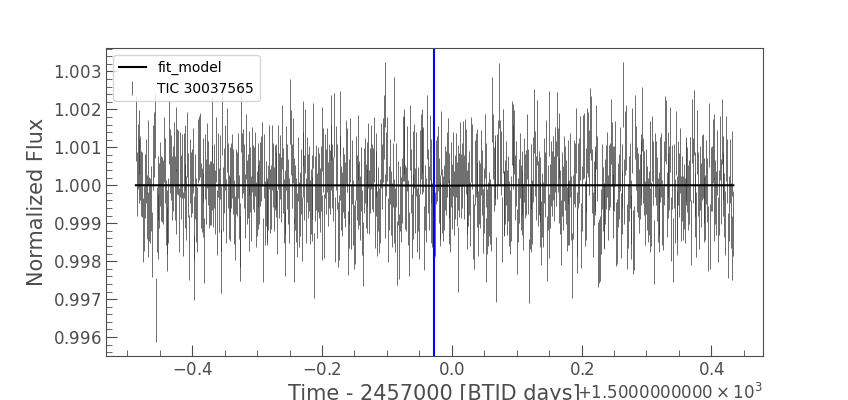 fit_model
TIC 30037565
1.003
1.002
1.001
1.000
0.999
0.998
0.997
0.996
Normalized Flux
−0.4 −0.2 0.0 0.2 0.4
Time - 2457000 [BTJD days]
+1.5000000000 × 10³